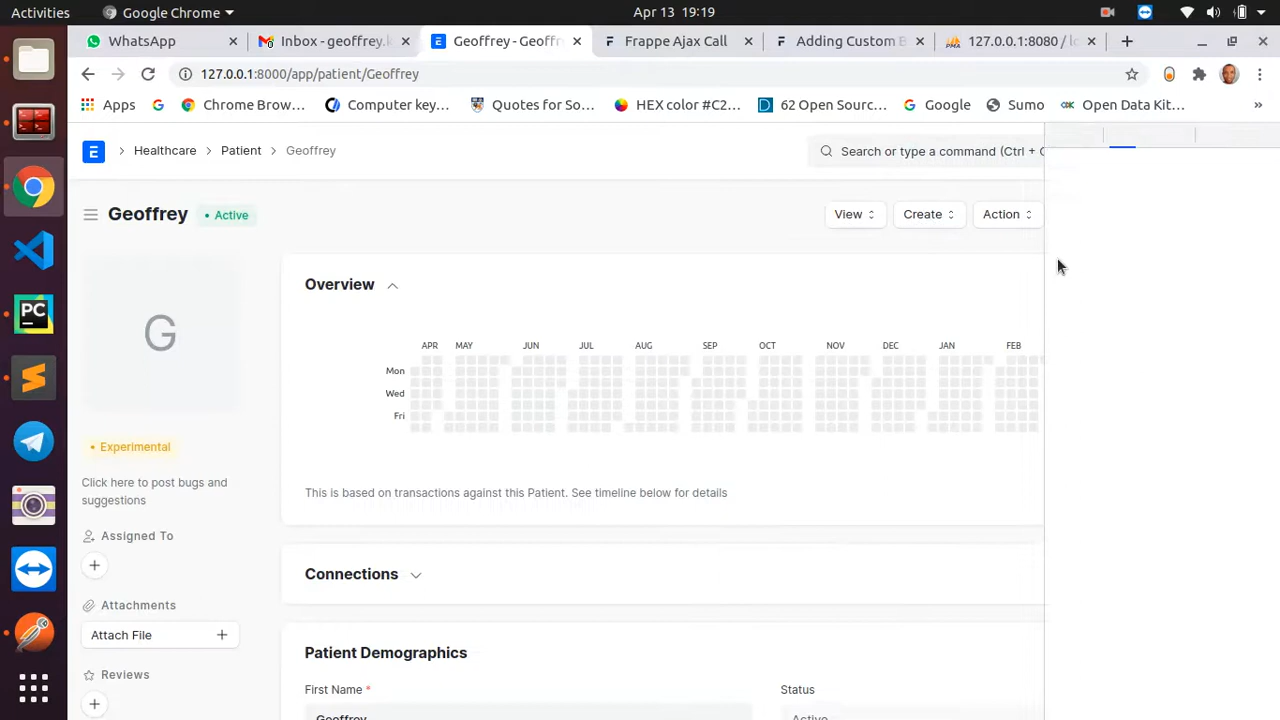 Activities
Google Chrome
Apr 13 19:19
WhatsApp
Inbox - geoffrey.k
Geoffrey - Geoffr
Frappe Ajax Call
Adding Custom B
127.0.0.1:8080 / lo
127.0.0.1:8000/app/patient/Geoffrey
Apps
Chrome Brow...
Computer key...
Quotes for So...
HEX color #C2...
62 Open Sourc...
Google
Sumo
Open Data Kit...
»
E
Healthcare
Patient
Geoffrey
Search or type a command (Ctrl + G
Geoffrey
Active
View
Create
Action
G
Overview
APR MAY JUN JUL AUG SEP OCT NOV DEC JAN FEB
Mon
Wed
Fri
Experimental
Click here to post bugs and
suggestions
This is based on transactions against this Patient. See timeline below for details
Assigned To
Connections
Attachments
Attach File
Patient Demographics
Reviews
First Name *
Status
Geoffrey
Active